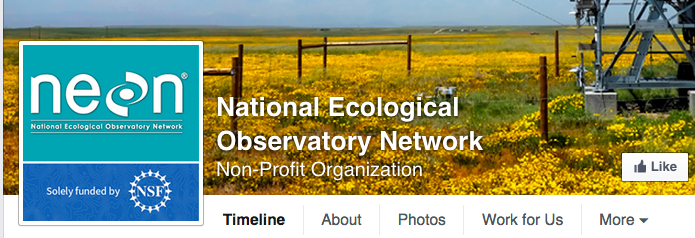 neon®
National Ecological Observatory Network
Solely funded by NSF
National Ecological
Observatory Network
Non-Profit Organization
Like
Timeline About Photos Work for Us More